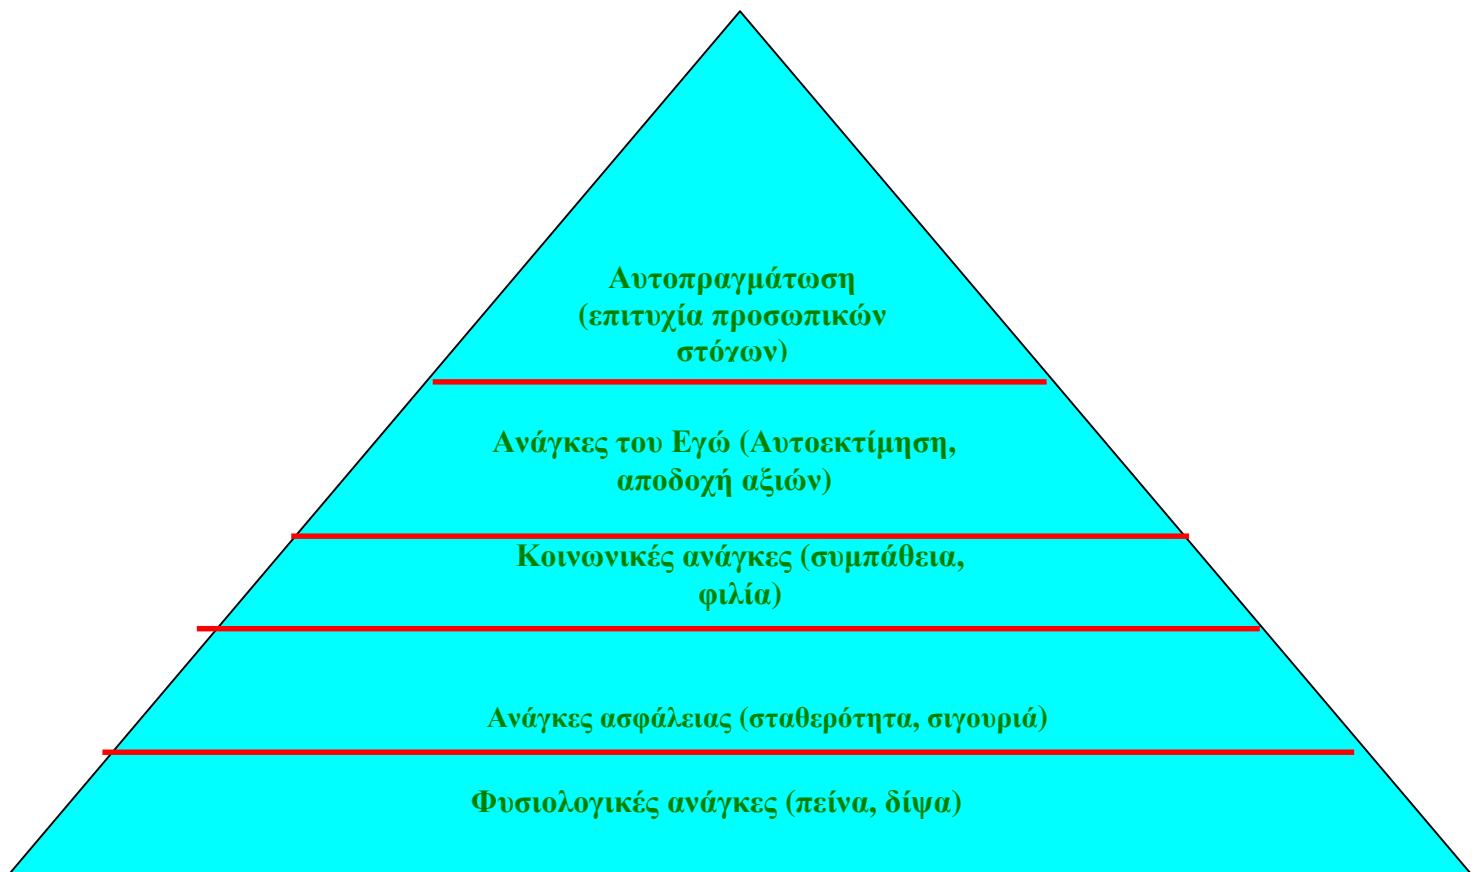 Αυτοπραγμάτωση
(επιτυχία προσωπικών
στόχων)
Ανάγκες του Εγώ (Αυτοεκτίμηση,
αποδοχή αξιών)
Κοινωνικές ανάγκες (συμπάθεια,
φιλία)
Ανάγκες ασφάλειας (σταθερότητα, σιγουριά)
Φυσιολογικές ανάγκες (πείνα, δίψα)